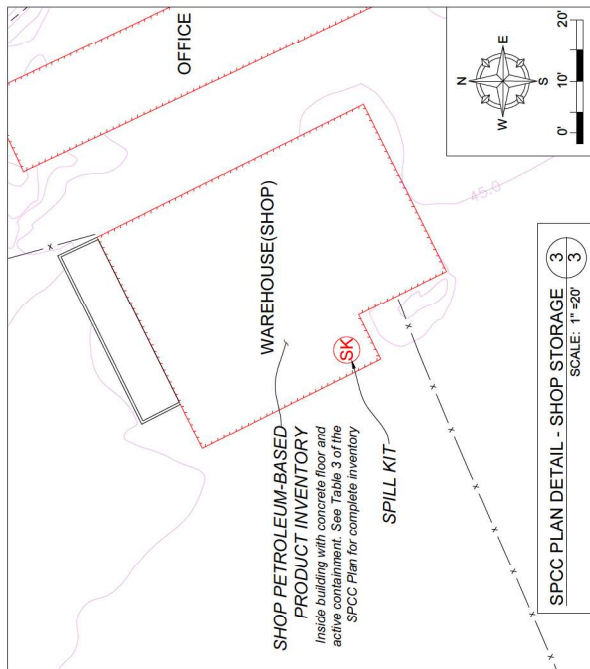 OFFICE
WAREHOUSE(SHOP)
SHOP PETROLEUM-BASED
PRODUCT INVENTORY
Inside building with concrete floor and
active containment. See Table 3 of the
SPCC Plan for complete inventory
SK
SPILL KIT
45.0
x
x
x
x
x
x
x
N
E
S
W
0'
10'
20'
SPCC PLAN DETAIL - SHOP STORAGE
SCALE: 1" =20'
3
3